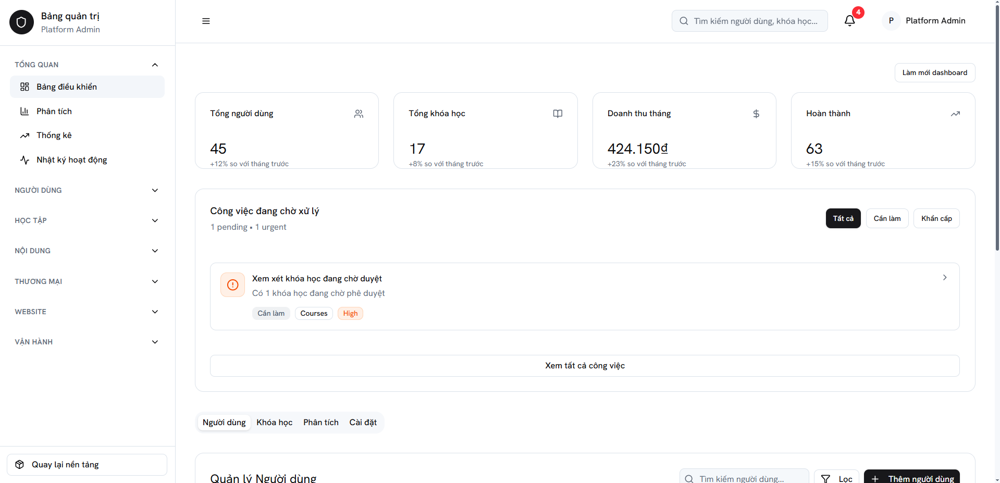 Bảng quản trị
Platform Admin
TỔNG QUAN
Bảng điều khiển
Phân tích
Thống kê
Nhật ký hoạt động
NGƯỜI DÙNG
HỌC TẬP
NỘI DUNG
THƯƠNG MẠI
WEBSITE
VẬN HÀNH
Quay lại nền tảng
Tìm kiếm người dùng, khóa học...
4
P Platform Admin
Làm mới dashboard
Tổng người dùng
45
+12% so với tháng trước
Tổng khóa học
17
+8% so với tháng trước
Doanh thu tháng
424.150₫
+23% so với tháng trước
Hoàn thành
63
+15% so với tháng trước
Công việc đang chờ xử lý
1 pending • 1 urgent
Tất cả
Cần làm
Khẩn cấp
Xem xét khóa học đang chờ duyệt
Có 1 khóa học đang chờ phê duyệt
Cần làm Courses High
Xem tất cả công việc
Người dùng Khóa học Phân tích Cài đặt
Quản lý Người dùng
Tìm kiếm người dùng...
Lọc
Thêm người dùng